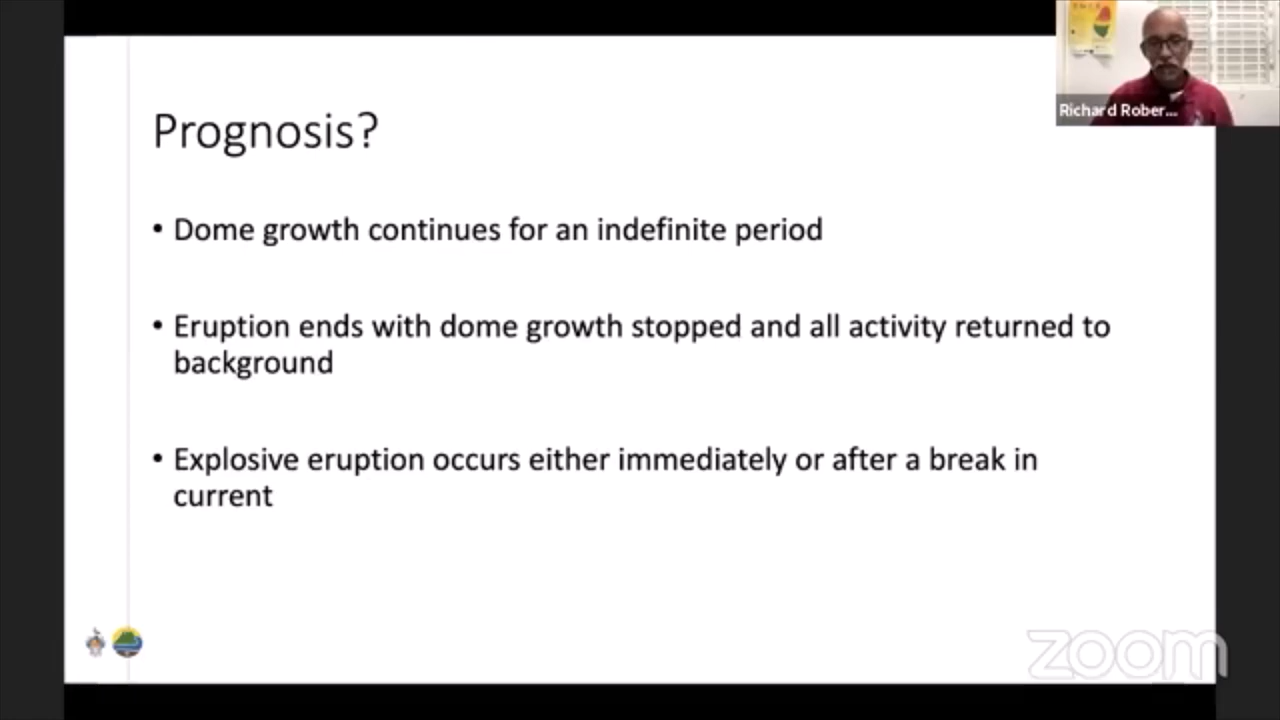 Richard Rober...
Prognosis?
• Dome growth continues for an indefinite period
• Eruption ends with dome growth stopped and all activity returned to
background
• Explosive eruption occurs either immediately or after a break in
current
zoom